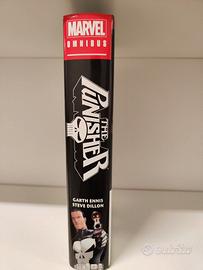 MARVEL
OMNIBUS
THE
PUNISHER
GARTH ENNIS
STEVE DILLON
subito